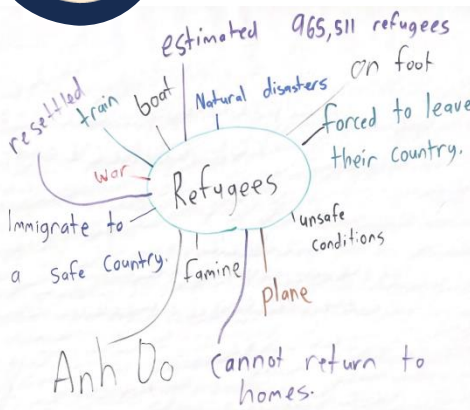 estimated 965,511 refugees
on foot
resettled
train
boat
Natural disasters
forced to leave
their country.
war
Refugees
Immigrate to
a safe Country.
unsafe
conditions
famine
plane
Anh Do
Cannot return to
homes.